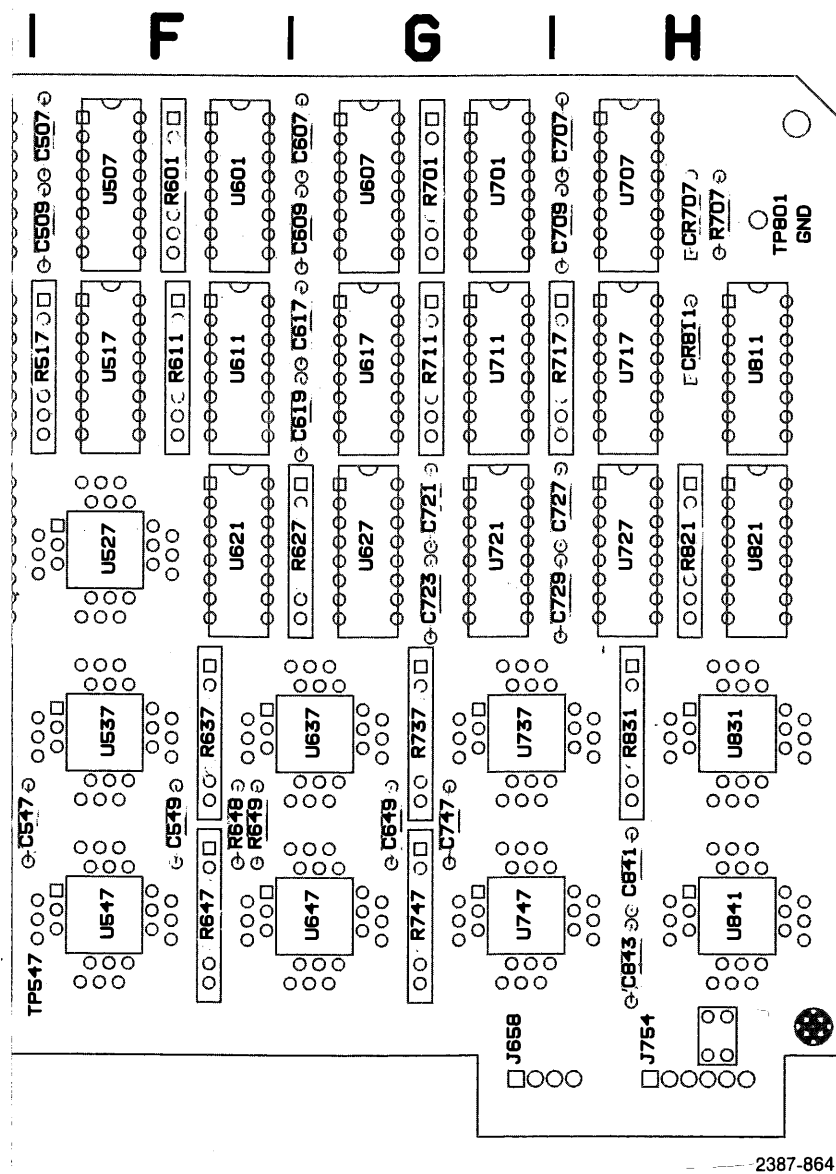 F G H
C507 U507 R601 U601 C607 U607 R701 U701 C707 U707 CR707 R707 TP801 GND
C509 C609 C709
R517 U517 R611 U611 C617 U617 R711 U711 R717 U717 CR811 U811
C619
U527 U621 R627 U627 C721 U721 C727 U727 R821 U821
C723 C729
U537 R637 U637 R737 U737 R831 U831
C547 C549 R648 R649 C649 C747
TP547 U547 R647 U647 R747 U747 C841 U841
C843
J658 J754
2387-864